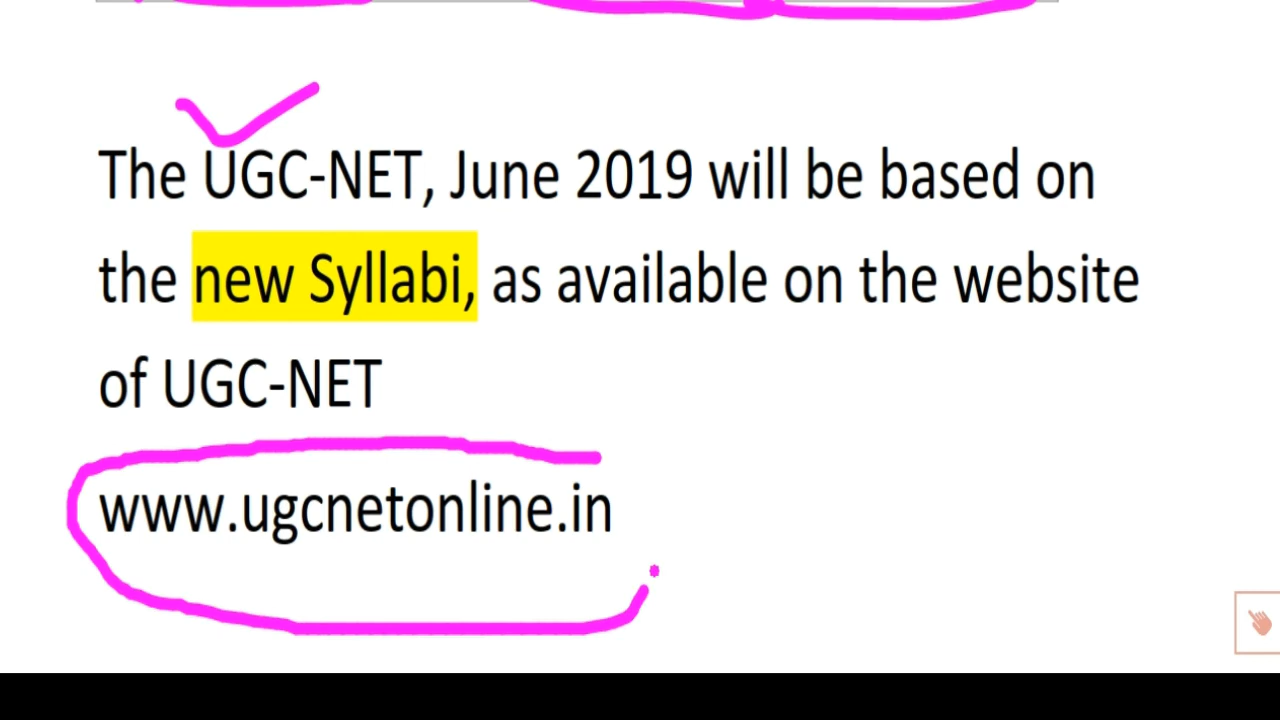 The UGC-NET, June 2019 will be based on
the new Syllabi, as available on the website
of UGC-NET
www.ugcnetonline.in